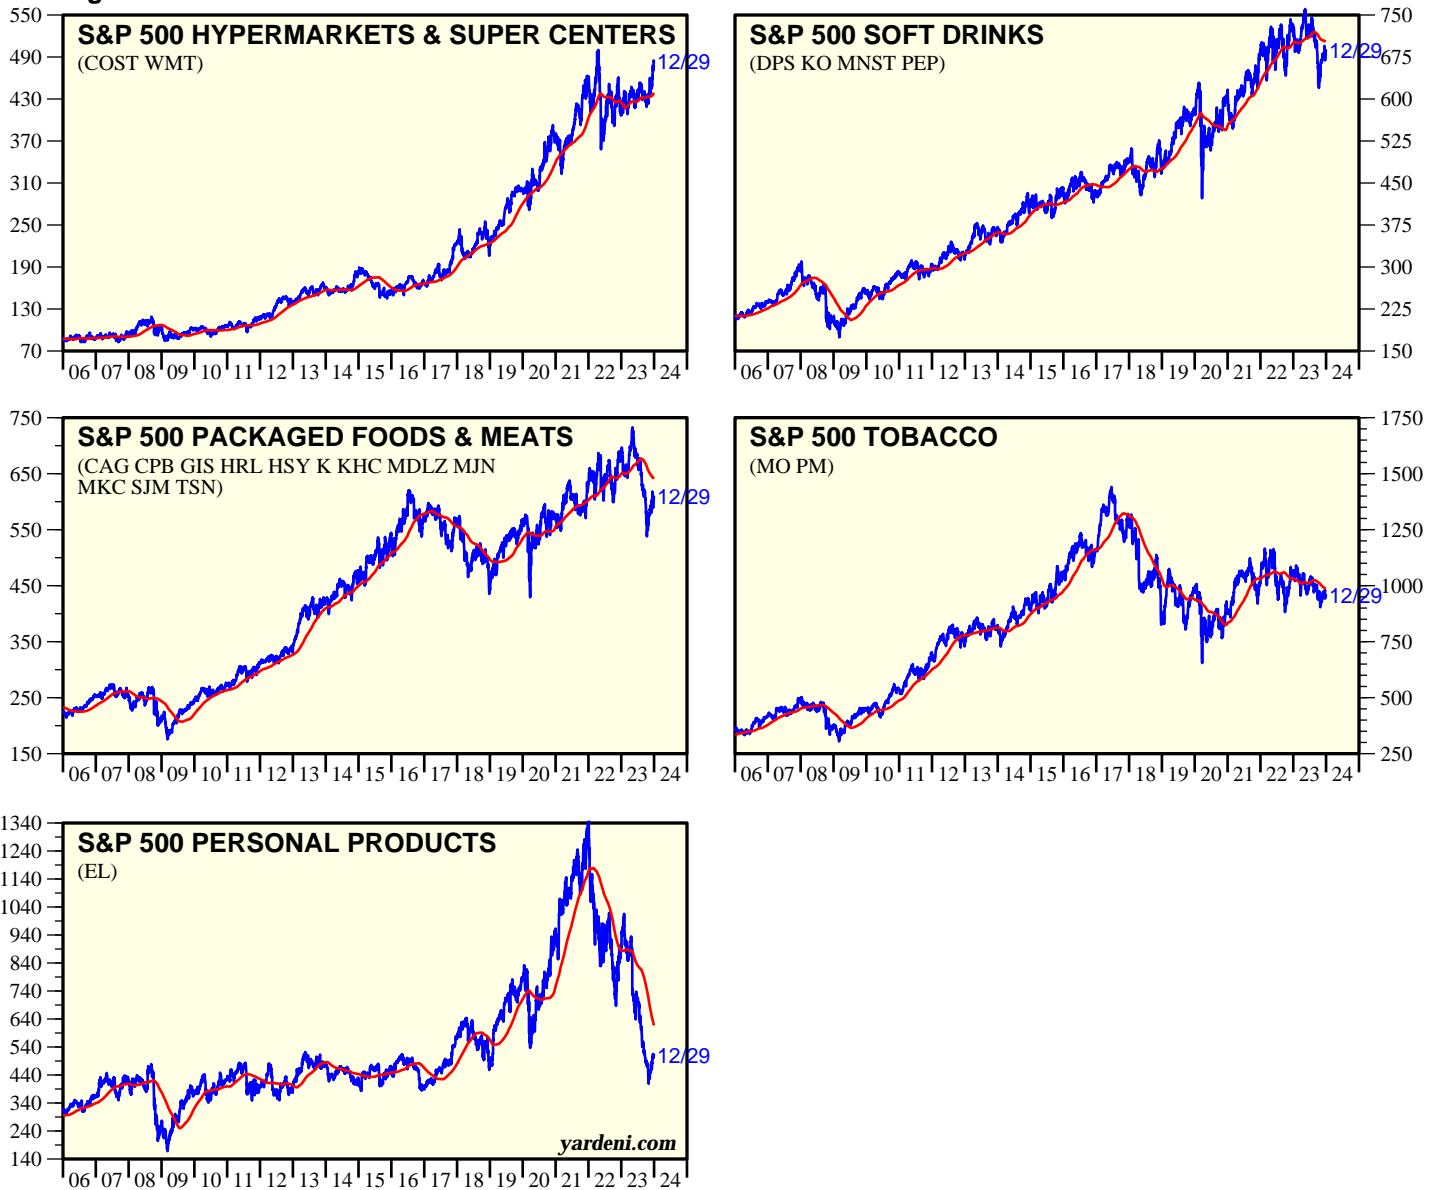 S&P 500 HYPERMARKETS & SUPER CENTERS
(COST WMT)
550
490
430
370
310
250
190
130
70
12/29
06 07 08 09 10 11 12 13 14 15 16 17 18 19 20 21 22 23 24
S&P 500 SOFT DRINKS
(DPS KO MNST PEP)
750
675
600
525
450
375
300
225
150
12/29
06 07 08 09 10 11 12 13 14 15 16 17 18 19 20 21 22 23 24
S&P 500 PACKAGED FOODS & MEATS
(CAG CPB GIS HRL HSY K KHC MDLZ MJN
MKC SJM TSN)
750
650
550
450
350
250
150
12/29
06 07 08 09 10 11 12 13 14 15 16 17 18 19 20 21 22 23 24
S&P 500 TOBACCO
(MO PM)
1750
1500
1250
1000
750
500
250
12/29
06 07 08 09 10 11 12 13 14 15 16 17 18 19 20 21 22 23 24
S&P 500 PERSONAL PRODUCTS
(EL)
1340
1240
1140
1040
940
840
740
640
540
440
340
240
140
12/29
yardeni.com
06 07 08 09 10 11 12 13 14 15 16 17 18 19 20 21 22 23 24